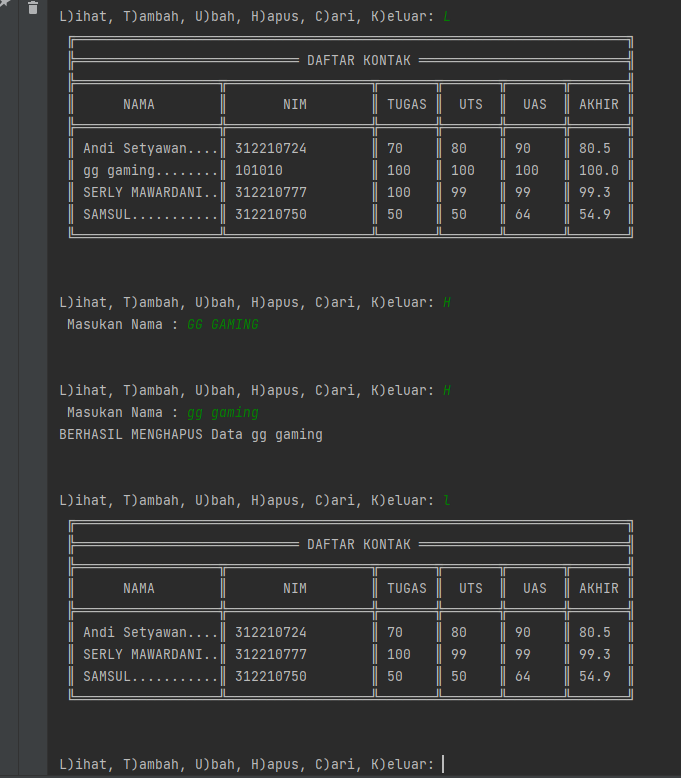 L)ihat, T)ambah, U)bah, H)apus, C)ari, K)eluar: L
DAFTAR KONTAK
NAMA NIM TUGAS UTS UAS AKHIR
Andi Setyawan.... 312210724 70 80 90 80.5
gg gaming........ 101010 100 100 100 100.0
SERLY MAWARDANI.. 312210777 100 99 99 99.3
SAMSUL........... 312210750 50 50 64 54.9
L)ihat, T)ambah, U)bah, H)apus, C)ari, K)eluar: H
Masukan Nama : GG GAMING
L)ihat, T)ambah, U)bah, H)apus, C)ari, K)eluar: H
Masukan Nama : gg gaming
BERHASIL MENGHAPUS Data gg gaming
L)ihat, T)ambah, U)bah, H)apus, C)ari, K)eluar: l
DAFTAR KONTAK
NAMA NIM TUGAS UTS UAS AKHIR
Andi Setyawan.... 312210724 70 80 90 80.5
SERLY MAWARDANI.. 312210777 100 99 99 99.3
SAMSUL........... 312210750 50 50 64 54.9
L)ihat, T)ambah, U)bah, H)apus, C)ari, K)eluar: